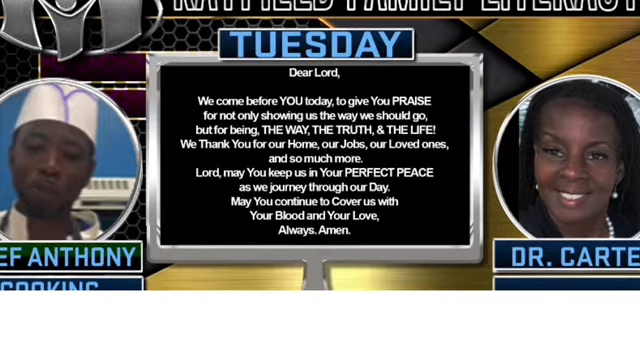 RAYFIELD FAMILY LITERACY
TUESDAY
Dear Lord,
We come before YOU today, to give You PRAISE
for not only showing us the way we should go,
but for being, THE WAY, THE TRUTH, & THE LIFE!
We Thank You for our Home, our Jobs, our Loved ones,
and so much more.
Lord, may You keep us in Your PERFECT PEACE
as we journey through our Day.
May You continue to Cover us with
Your Blood and Your Love,
Always. Amen.
EF ANTHONY
COOKING
DR. CARTE